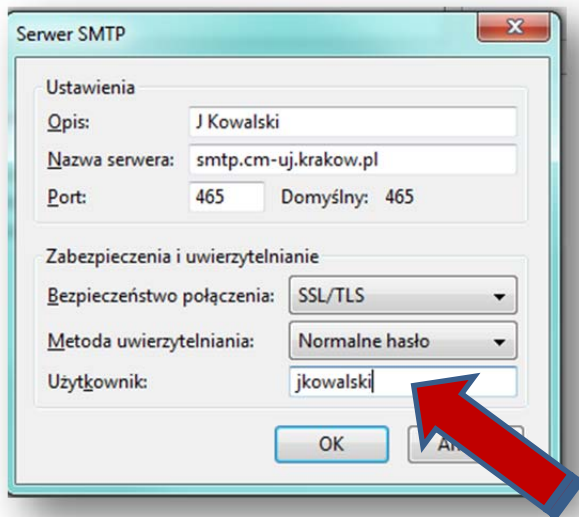 Serwer SMTP
Ustawienia
Opis: J Kowalski
Nazwa serwera: smtp.cm-uj.krakow.pl
Port: 465 Domyślny: 465
Zabezpieczenia i uwierzytelnianie
Bezpieczeństwo połączenia: SSL/TLS
Metoda uwierzytelniania: Normalne hasło
Użytkownik: jkowalski
OK